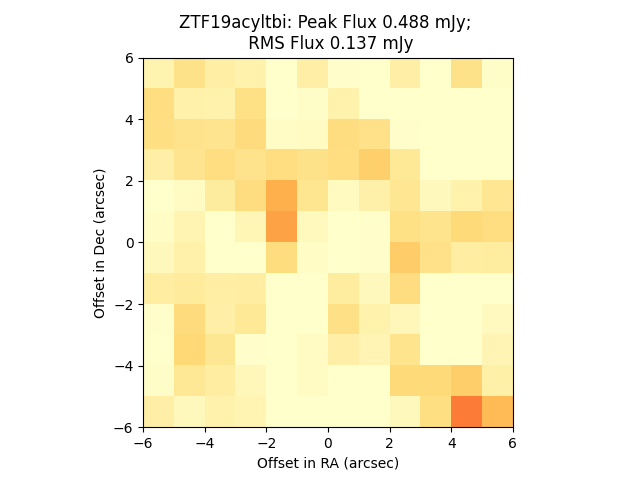 ZTF19acyltbi: Peak Flux 0.488 mJy;
RMS Flux 0.137 mJy
6
4
2
0
−2
−4
−6
Offset in Dec (arcsec)
−6 −4 −2 0 2 4 6
Offset in RA (arcsec)